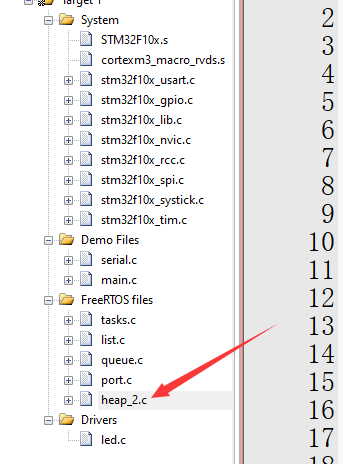 Target 1
System
STM32F10x.s
cortexm3_macro_rvds.s
stm32f10x_usart.c
stm32f10x_gpio.c
stm32f10x_lib.c
stm32f10x_nvic.c
stm32f10x_rcc.c
stm32f10x_spi.c
stm32f10x_systick.c
stm32f10x_tim.c
Demo Files
serial.c
main.c
FreeRTOS files
tasks.c
list.c
queue.c
port.c
heap_2.c
Drivers
led.c
2
3
4
5
6
7
8
9
10
11
12
13
14
15
16
17
18